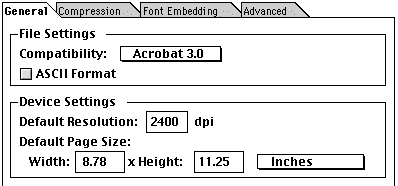 General Compression Font Embedding Advanced
File Settings
Compatibility: Acrobat 3.0
ASCII Format
Device Settings
Default Resolution: 2400 dpi
Default Page Size:
Width: 8.78 x Height: 11.25 Inches